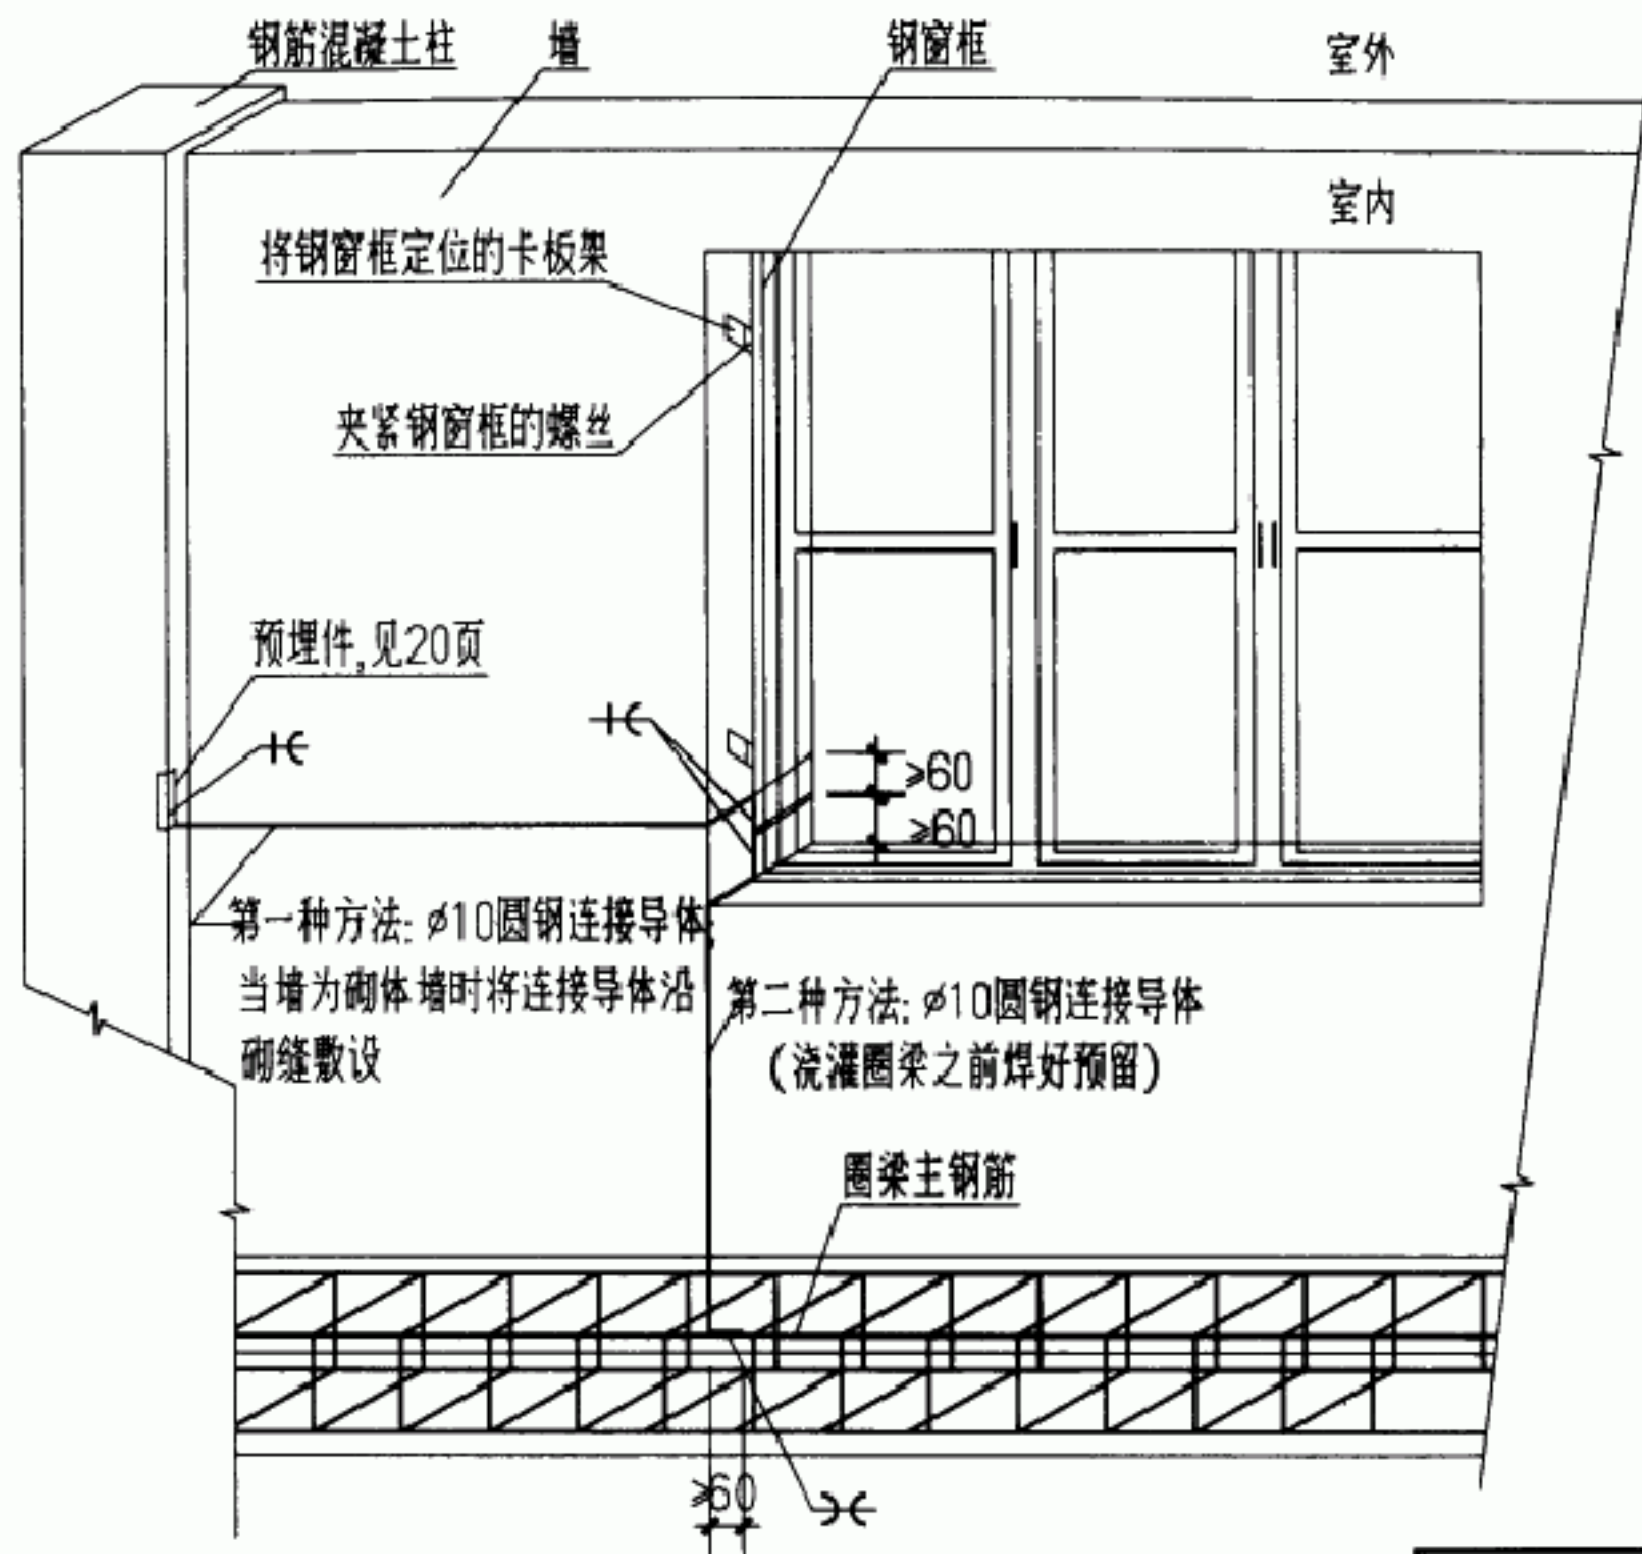 钢筋混凝土柱
墙
钢窗框
室外
室内
将钢窗框定位的卡板架
夹紧钢窗框的螺丝
预埋件,见20页
≥60
≥60
第一种方法: ø10圆钢连接导体,
当墙为砌体墙时将连接导体沿
砌缝敷设
第二种方法: ø10圆钢连接导体
(浇灌圈梁之前焊好预留)
圈梁主钢筋
≥60